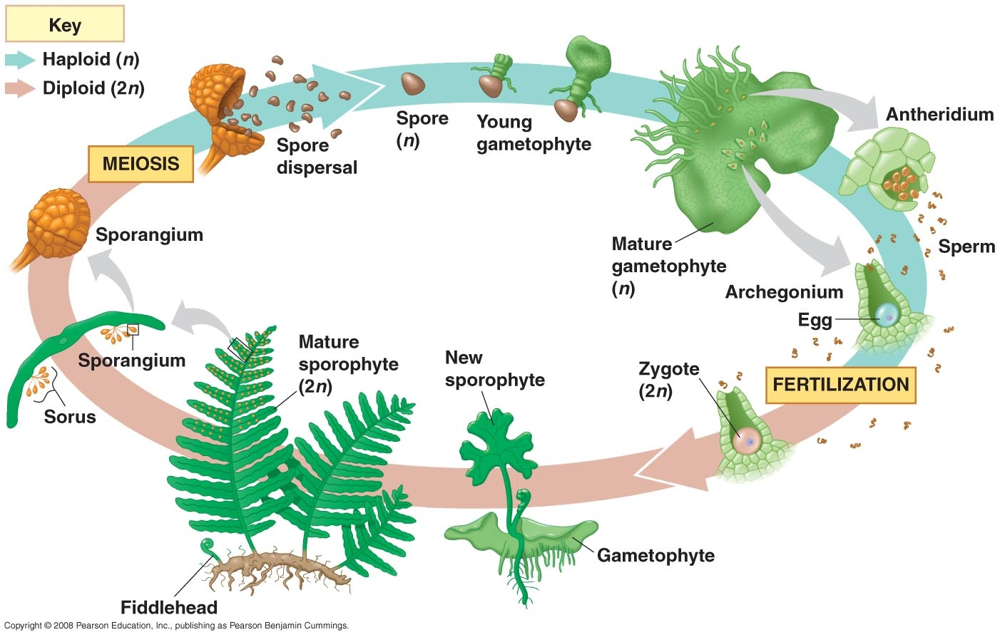 Key
Haploid (n)
Diploid (2n)
MEIOSIS
Spore
dispersal
Spore
(n)
Young
gametophyte
Antheridium
Sperm
Mature
gametophyte
(n)
Archegonium
Egg
Sporangium
Sporangium
Sorus
Mature
sporophyte
(2n)
New
sporophyte
Zygote
(2n)
FERTILIZATION
Gametophyte
Fiddlehead
Copyright © 2008 Pearson Education, Inc., publishing as Pearson Benjamin Cummings.